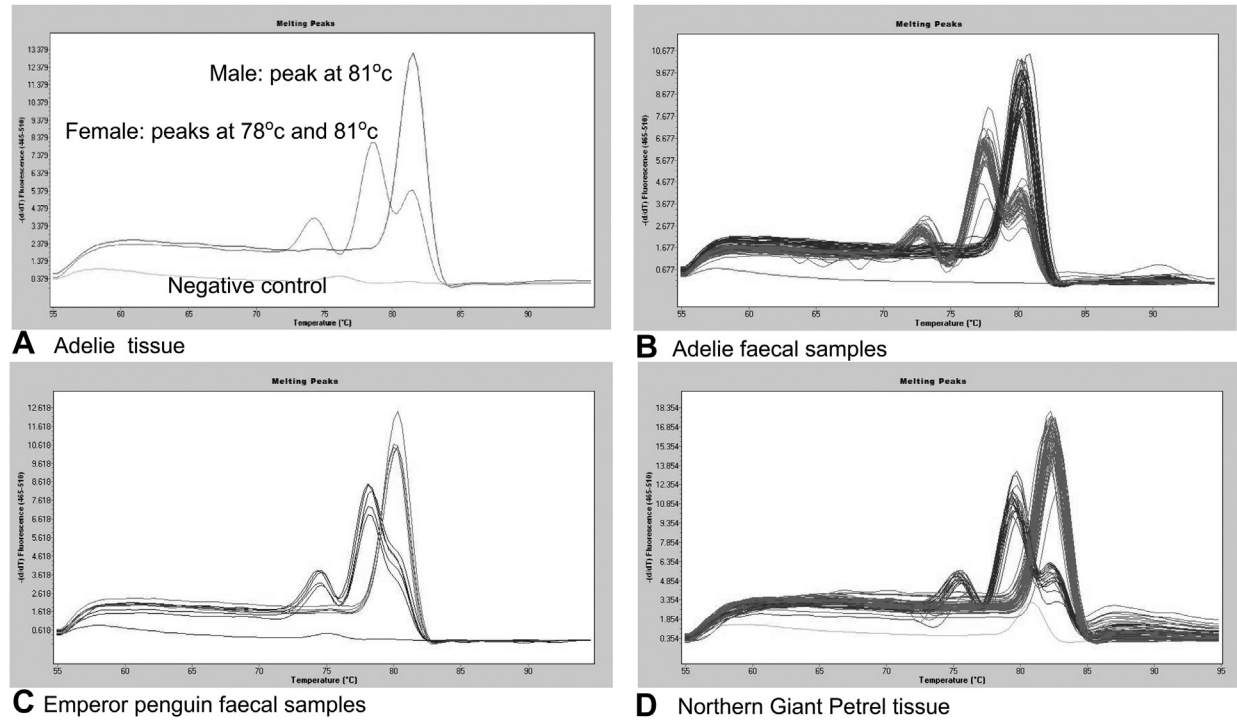 Melting Peaks
13.379
12.379
11.379
10.379
9.379
8.379
7.379
6.379
5.379
4.379
3.379
2.379
1.379
0.379
-(d/dT) Fluorescence (465-510)
Male: peak at 81ºc
Female: peaks at 78ºc and 81ºc
Negative control
55 60 65 70 75 80 85 90
Temperature (°C)
A Adelie tissue
Melting Peaks
10.677
9.677
8.677
7.677
6.677
5.677
4.677
3.677
2.677
1.677
0.677
-(d/dT) Fluorescence (465-510)
55 60 65 70 75 80 85 90
Temperature (°C)
B Adelie faecal samples
Melting Peaks
12.618
11.618
10.618
9.618
8.618
7.618
6.618
5.618
4.618
3.618
2.618
1.618
0.618
-(d/dT) Fluorescence (465-510)
55 60 65 70 75 80 85 90
Temperature (°C)
C Emperor penguin faecal samples
Melting Peaks
18.354
16.854
15.354
13.854
12.354
10.854
9.354
7.854
6.354
4.854
3.354
1.854
0.354
-(d/dT) Fluorescence (465-510)
55 60 65 70 75 80 85 90 95
Temperature (°C)
D Northern Giant Petrel tissue